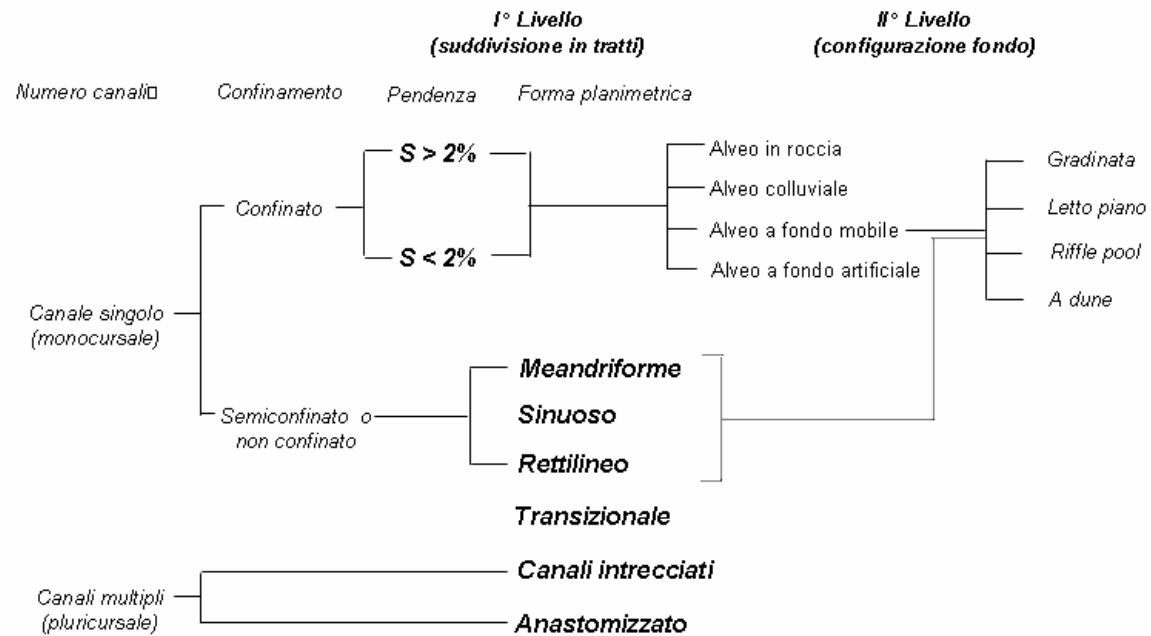 I° Livello
(suddivisione in tratti)
II° Livello
(configurazione fondo)
Numero canali□
Confinamento
Pendenza
Forma planimetrica
S > 2%
S < 2%
Confinato
Alveo in roccia
Alveo colluviale
Alveo a fondo mobile
Alveo a fondo artificiale
Gradinata
Letto piano
Riffle pool
A dune
Canale singolo
(monocursale)
Semiconfinato o
non confinato
Meandriforme
Sinuoso
Rettilineo
Transizionale
Canali multipli
(pluricursale)
Canali intrecciati
Anastomizzato